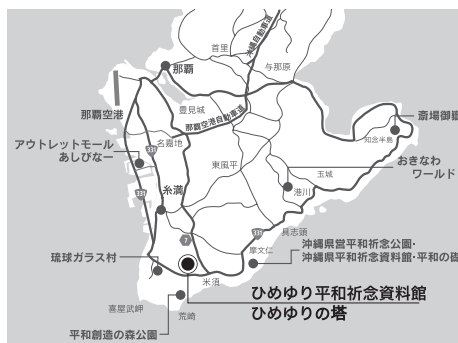 首里
沖縄自動車道
那覇
与那原
那覇空港
豊見城
那覇空港自動車道
斎場御嶽
知念半島
アウトレットモール
あしびなー
331
名嘉地
東風平
玉城
おきなわ
ワールド
331
糸満
港川
具志頭
331
7
摩文仁
沖縄県営平和祈念公園・
沖縄県平和祈念資料館・平和の礎
琉球ガラス村
米須
ひめゆり平和祈念資料館
ひめゆりの塔
喜屋武岬
荒崎
平和創造の森公園